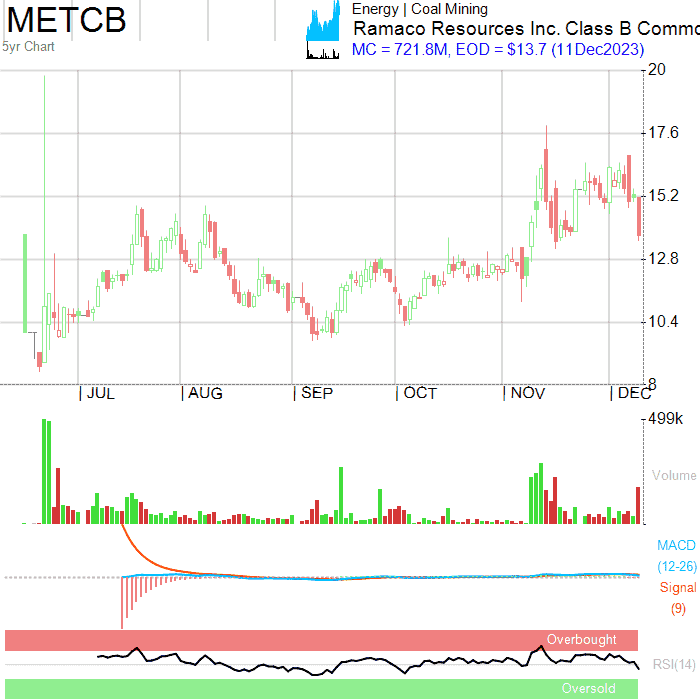 METCB
5yr Chart
Energy | Coal Mining
Ramaco Resources Inc. Class B Commo
MC = 721.8M, EOD = $13.7 (11Dec2023)
20
17.6
15.2
12.8
10.4
8
| JUL | AUG | SEP | OCT | NOV | DEC
499k
Volume
MACD
(12-26)
Signal
(9)
Overbought
RSI(14)
Oversold